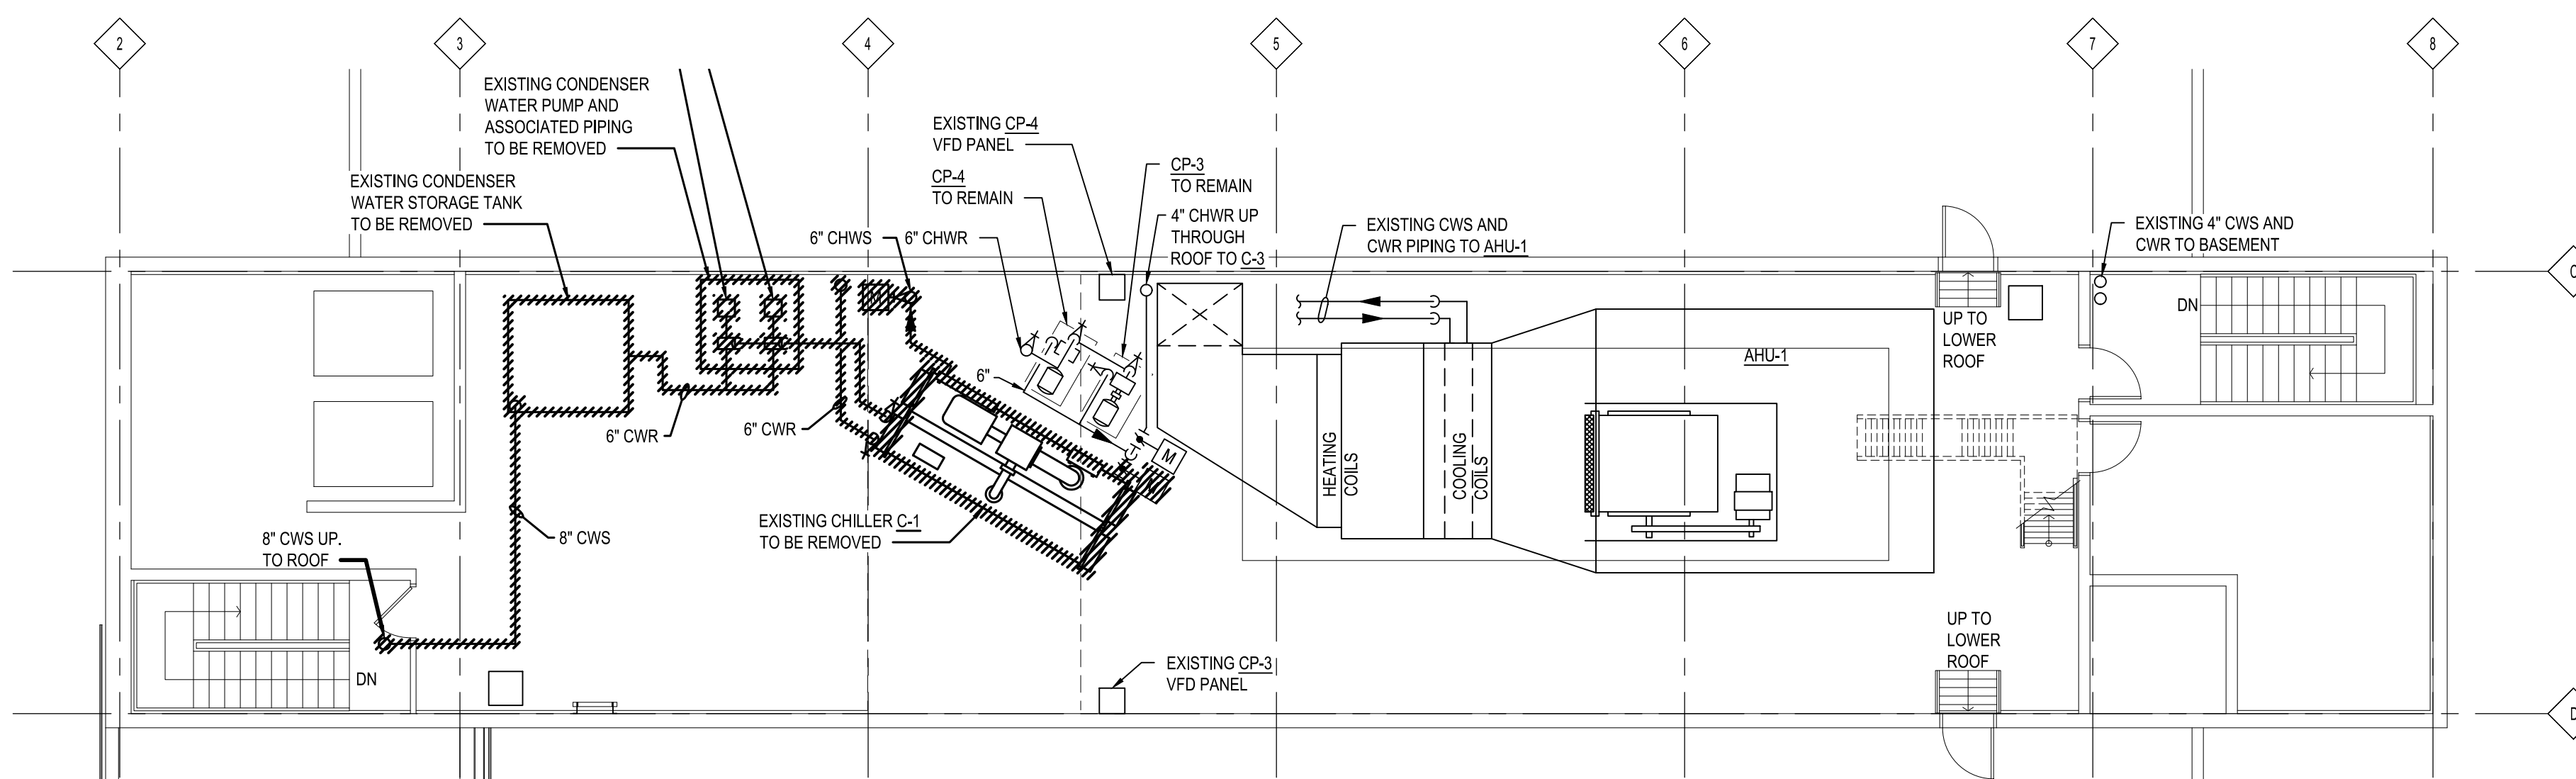 2
3
4
5
6
7
8
EXISTING CONDENSER
WATER PUMP AND
ASSOCIATED PIPING
TO BE REMOVED
EXISTING CONDENSER
WATER STORAGE TANK
TO BE REMOVED
EXISTING CP-4
VFD PANEL
CP-4
TO REMAIN
CP-3
TO REMAIN
4" CHWR UP
THROUGH
ROOF TO C-3
6" CHWS
6" CHWR
EXISTING CWS AND
CWR PIPING TO AHU-1
EXISTING 4" CWS AND
CWR TO BASEMENT
C
DN
UP TO
LOWER
ROOF
AHU-1
6"
6" CWR
6" CWR
M
HEATING
COILS
COOLING
COILS
EXISTING CHILLER C-1
TO BE REMOVED
8" CWS UP.
TO ROOF
8" CWS
UP TO
LOWER
ROOF
EXISTING CP-3
VFD PANEL
DN
D